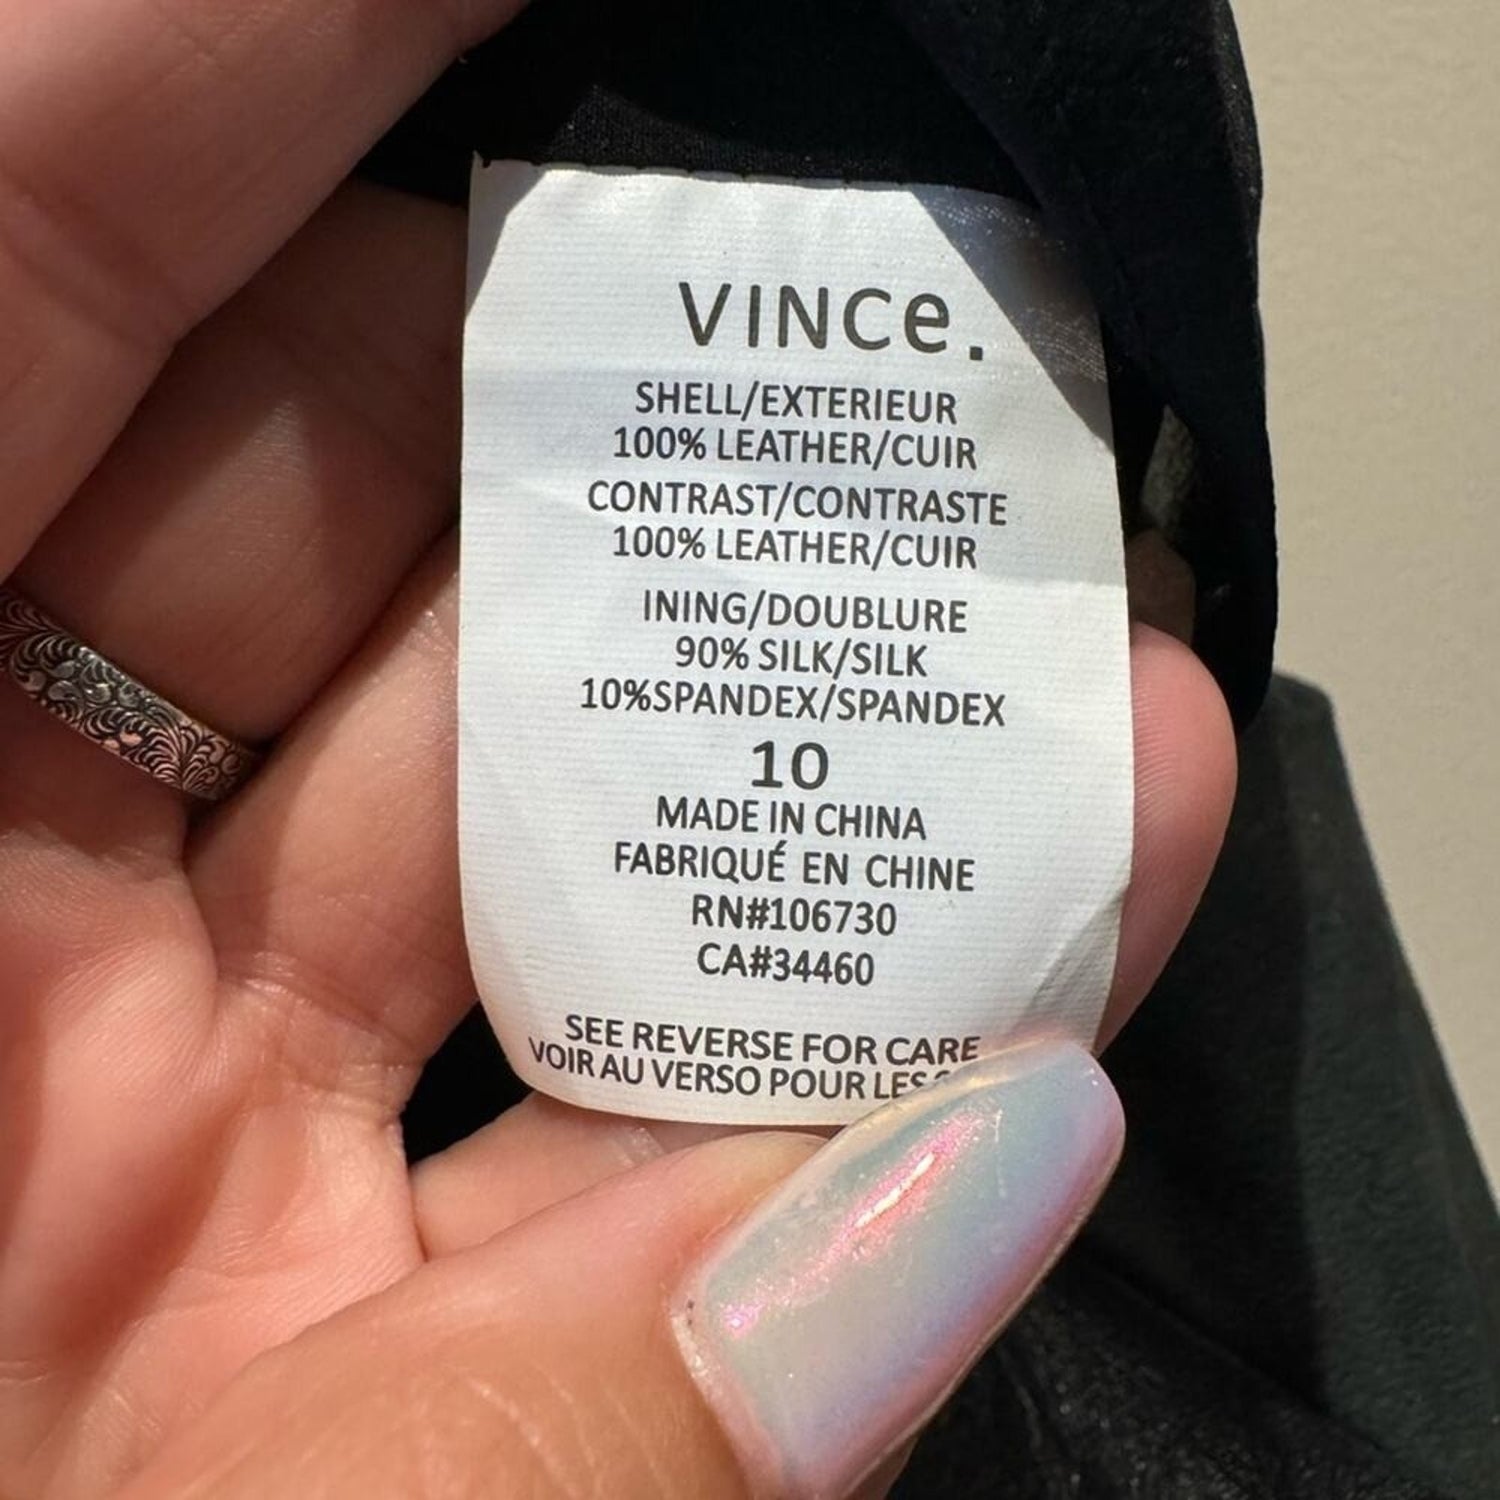 VINCe.
SHELL/EXTERIEUR
100% LEATHER/CUIR
CONTRAST/CONTRASTE
100% LEATHER/CUIR
INING/DOUBLURE
90% SILK/SILK
10%SPANDEX/SPANDEX
10
MADE IN CHINA
FABRIQUÉ EN CHINE
RN#106730
CA#34460
SEE REVERSE FOR CARE
VOIR AU VERSO POUR LES